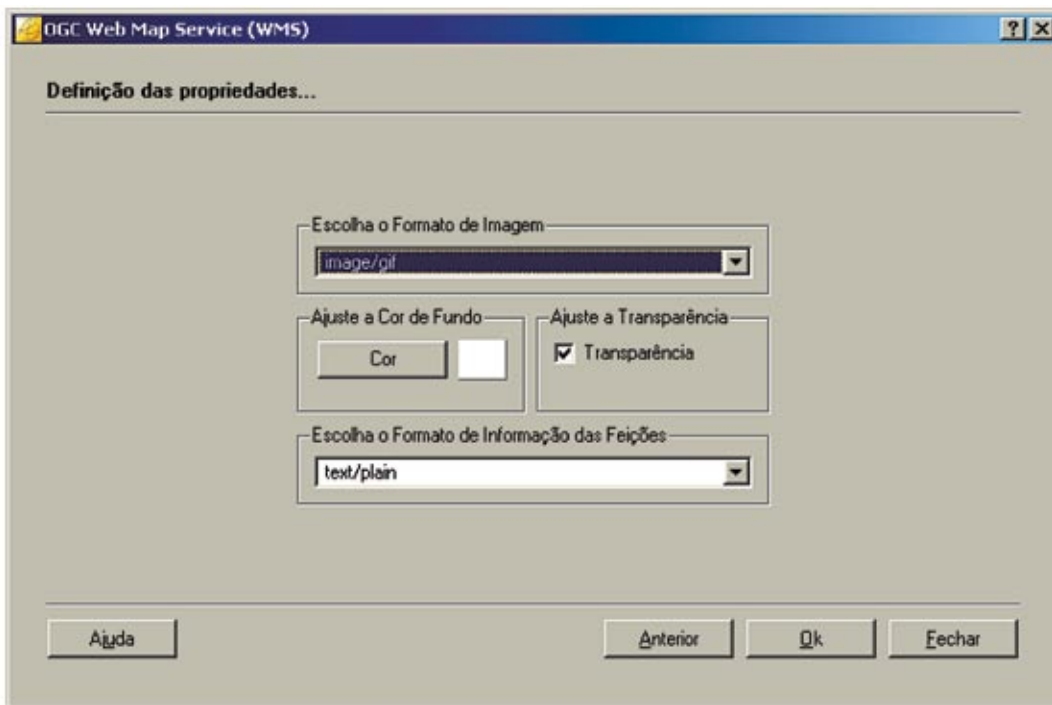 OGC Web Map Service (WMS)
Definição das propriedades...
Escolha o Formato de Imagem
image/gif
Ajuste a Cor de Fundo
Cor
Ajuste a Transparência
Transparência
Escolha o Formato de Informação das Feições
text/plain
Ajuda
Anterior
Ok
Fechar